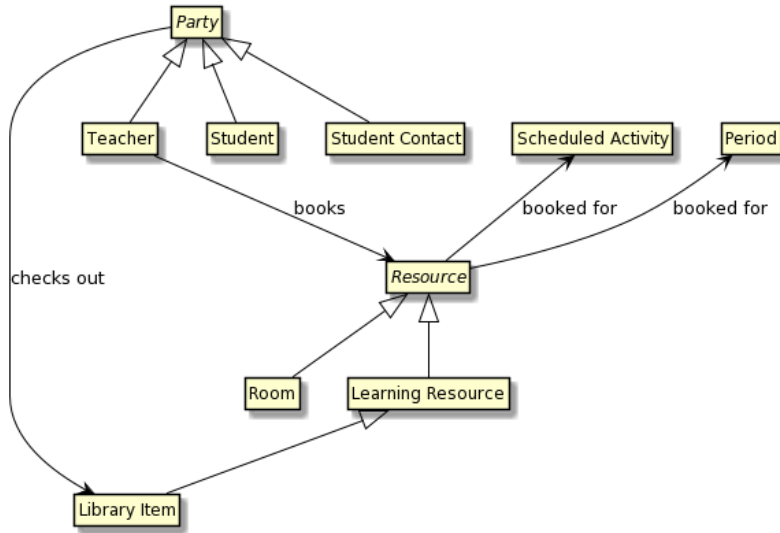 Party
Teacher
Student
Student Contact
Scheduled Activity
Period
books
booked for
booked for
checks out
Resource
Room
Learning Resource
Library Item